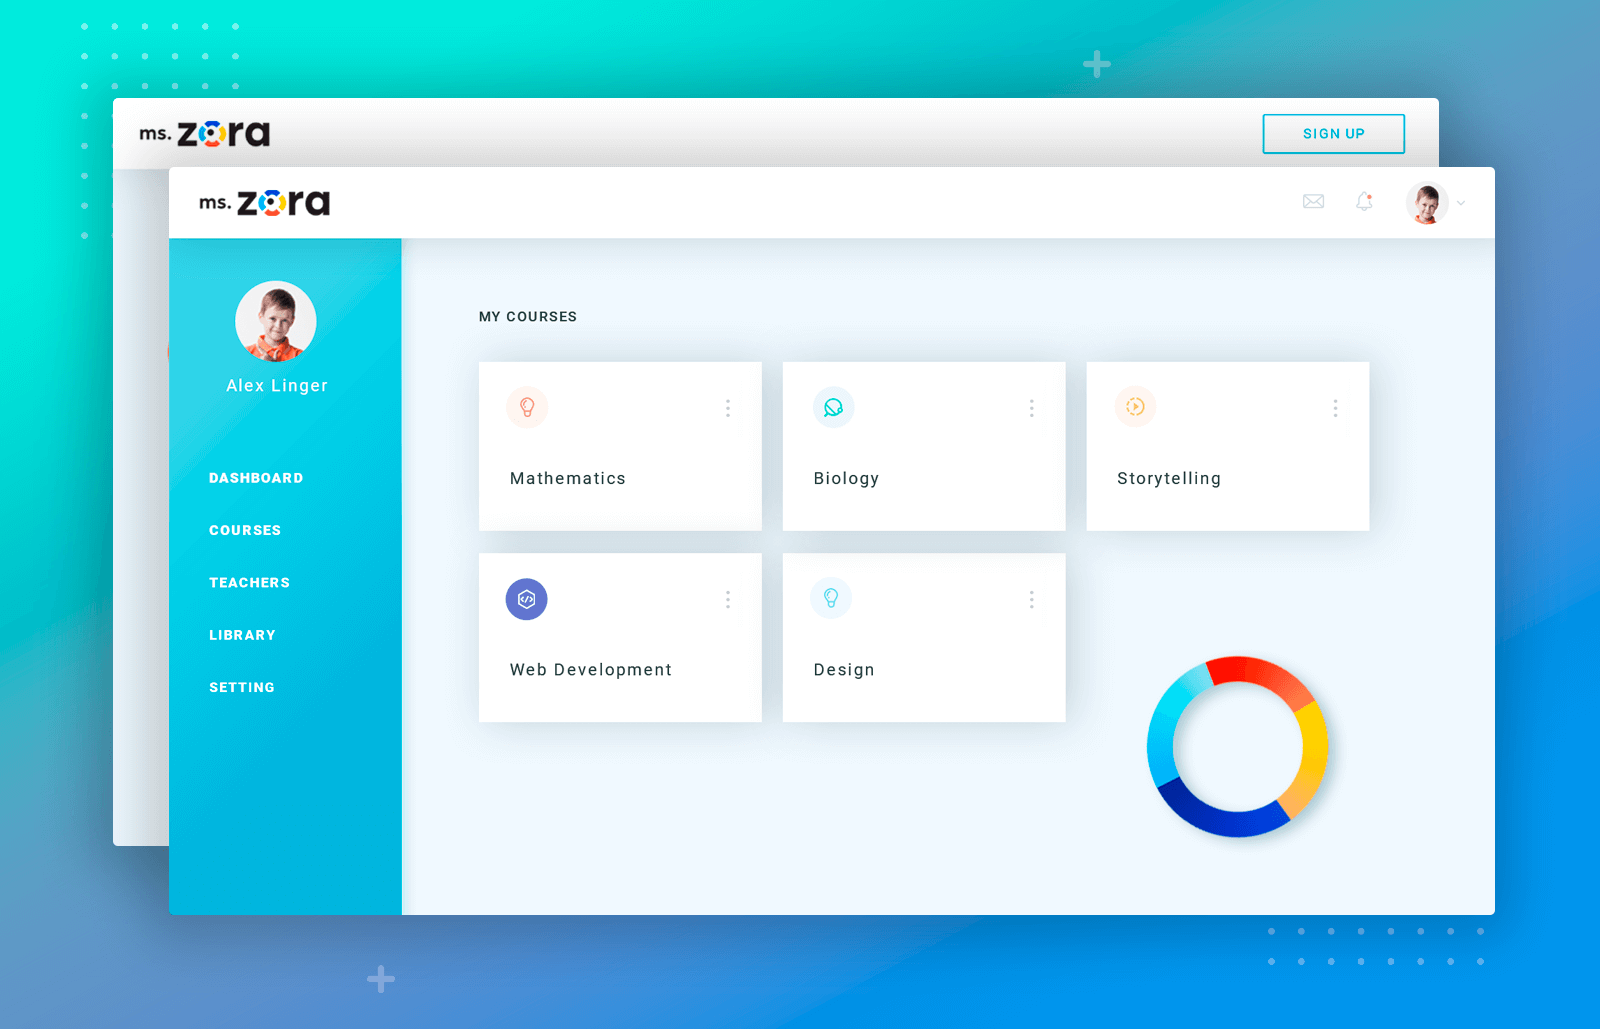 ms. zora
SIGN UP
ms. zora
Alex Linger
DASHBOARD
COURSES
TEACHERS
LIBRARY
SETTING
MY COURSES
Mathematics
Biology
Storytelling
Web Development
Design